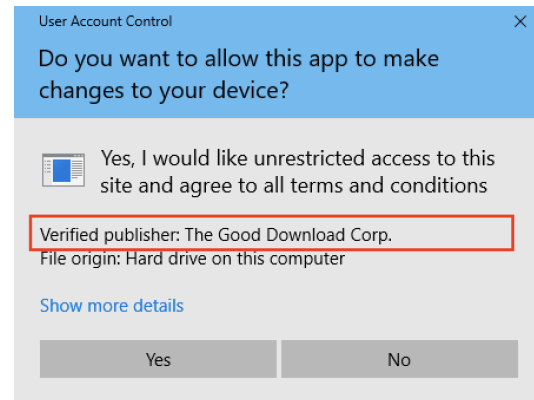 User Account Control
Do you want to allow this app to make
changes to your device?
Yes, I would like unrestricted access to this
site and agree to all terms and conditions
Verified publisher: The Good Download Corp.
File origin: Hard drive on this computer
Show more details
Yes
No